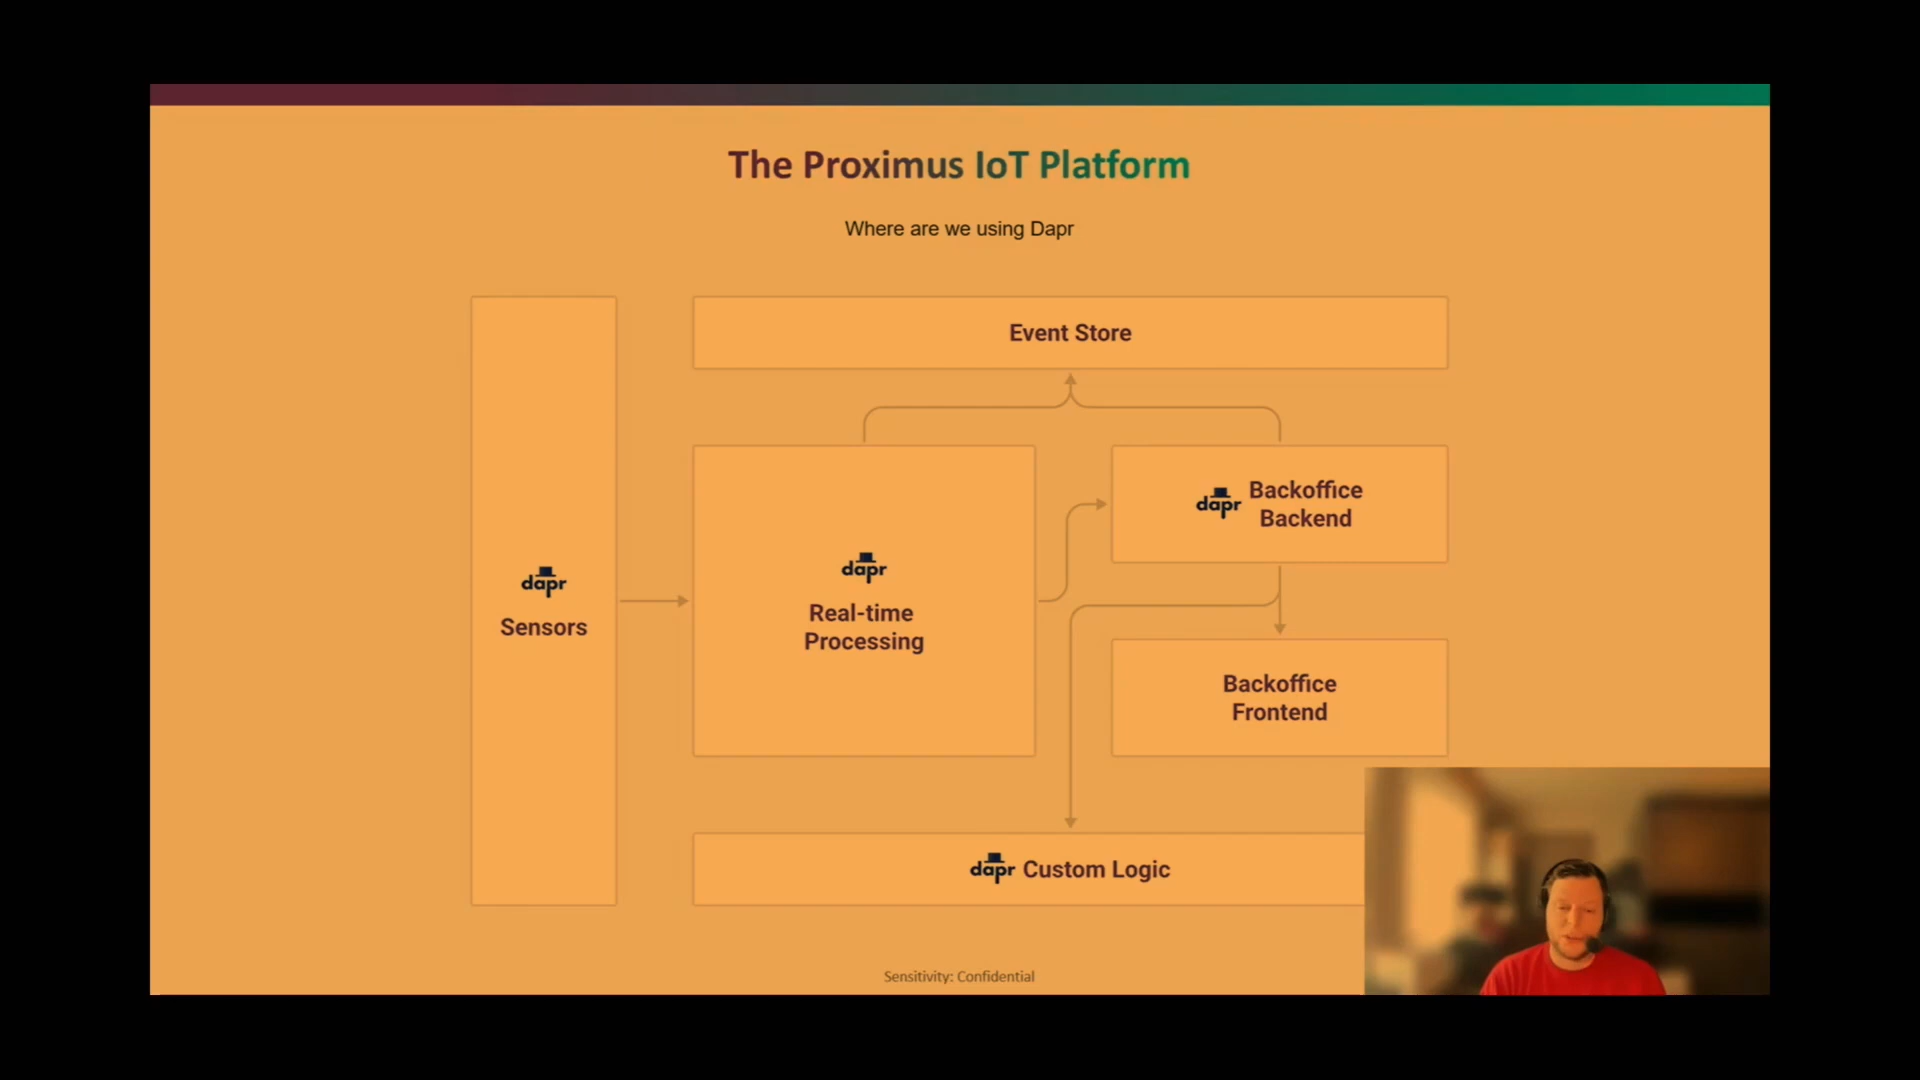 The Proximus IoT Platform
Where are we using Dapr
Event Store
dapr
Backoffice
Backend
dapr
Real-time
Processing
dapr
Sensors
Backoffice
Frontend
dapr
Custom Logic
Sensitivity: Confidential